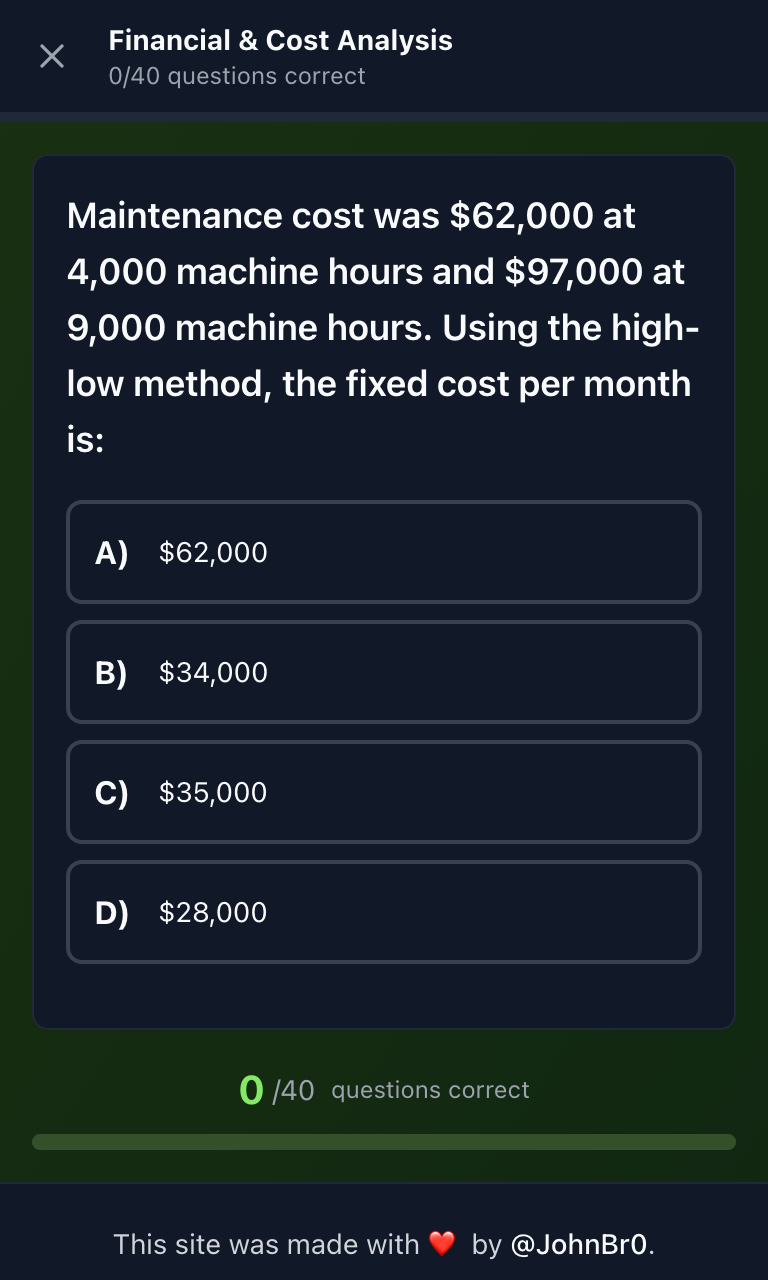 Financial & Cost Analysis
0/40 questions correct
Maintenance cost was $62,000 at
4,000 machine hours and $97,000 at
9,000 machine hours. Using the high-
low method, the fixed cost per month
is:
A) $62,000
B) $34,000
C) $35,000
D) $28,000
0 /40 questions correct
This site was made with ❤️ by @JohnBr0.